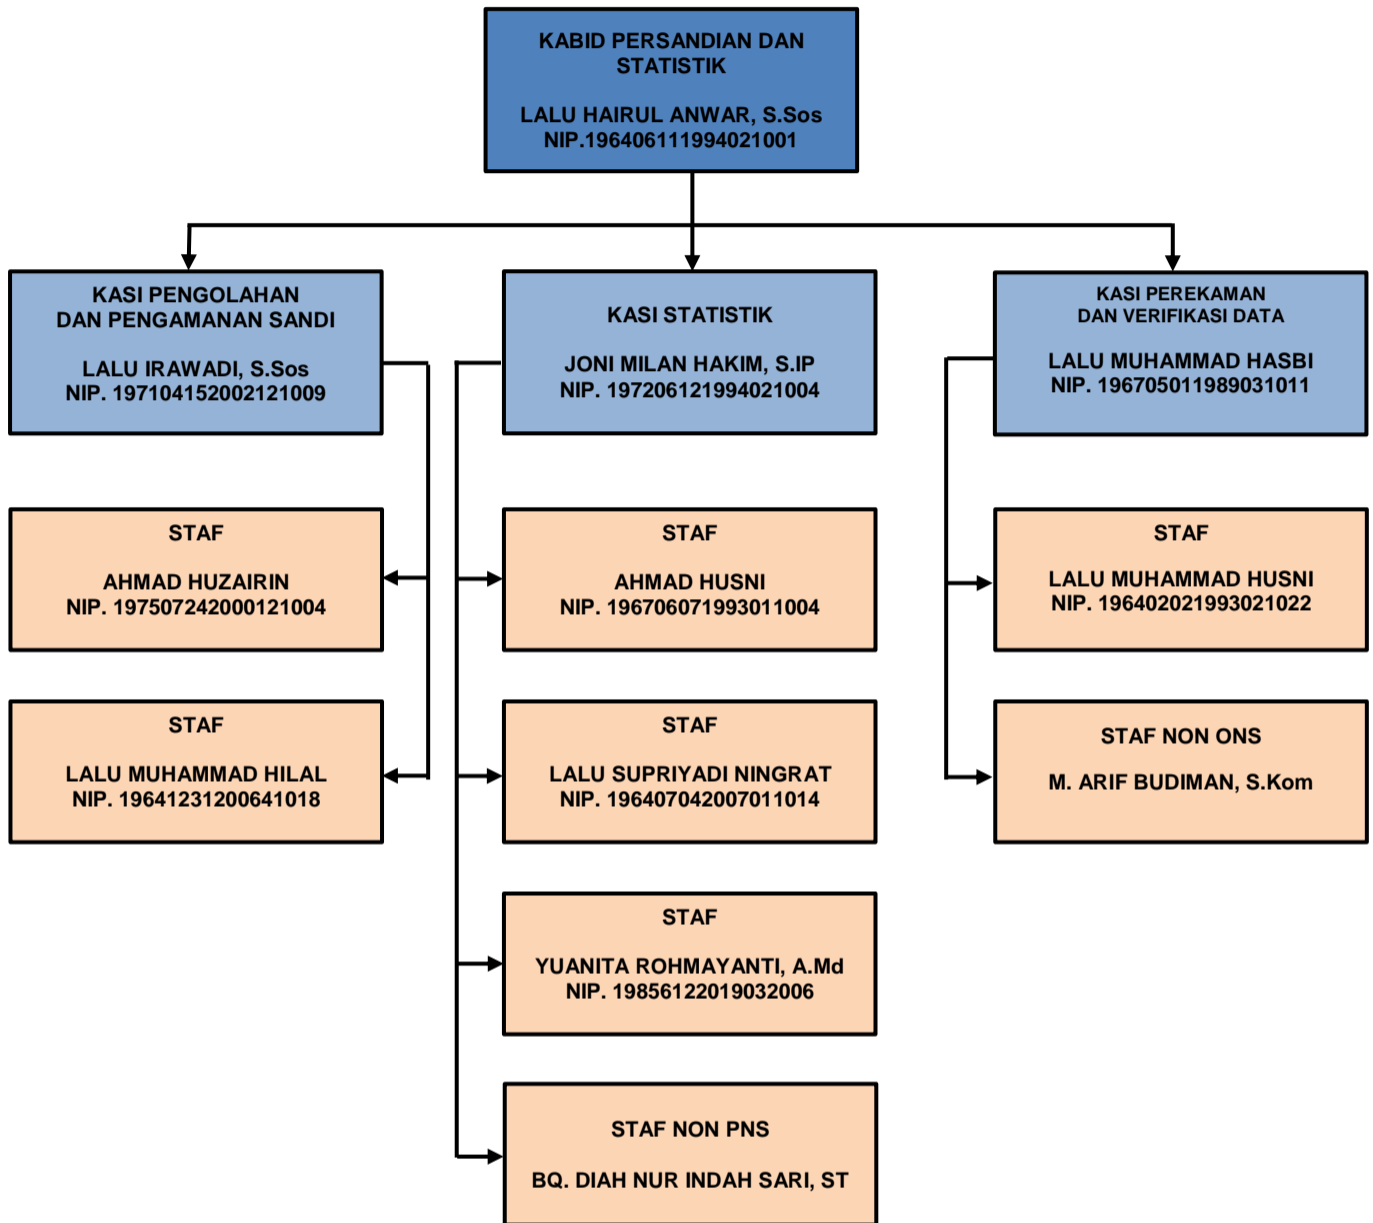 KABID PERSANDIAN DAN
STATISTIK
LALU HAIRUL ANWAR, S.Sos
NIP.196406111994021001
KASI PENGOLAHAN
DAN PENGAMANAN SANDI
LALU IRAWADI, S.Sos
NIP. 197104152002121009
KASI STATISTIK
JONI MILAN HAKIM, S.IP
NIP. 197206121994021004
KASI PEREKAMAN
DAN VERIFIKASI DATA
LALU MUHAMMAD HASBI
NIP. 196705011989031011
STAF
AHMAD HUZAIRIN
NIP. 197507242000121004
STAF
AHMAD HUSNI
NIP. 196706071993011004
STAF
LALU MUHAMMAD HUSNI
NIP. 196402021993021022
STAF
LALU MUHAMMAD HILAL
NIP. 19641231200641018
STAF
LALU SUPRIYADI NINGRAT
NIP. 196407042007011014
STAF NON ONS
M. ARIF BUDIMAN, S.Kom
STAF
YUANITA ROHMAYANTI, A.Md
NIP. 19856122019032006
STAF NON PNS
BQ. DIAH NUR INDAH SARI, ST